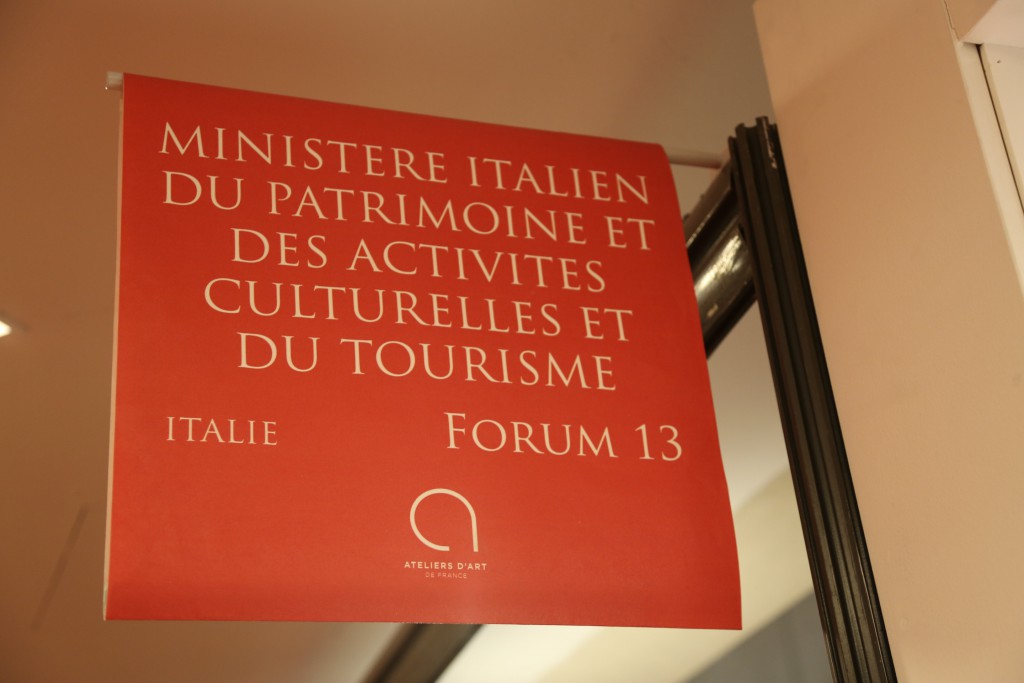 MINISTERE ITALIEN
DU PATRIMOINE ET
DES ACTIVITES
CULTURELLES ET
DU TOURISME
ITALIE FORUM 13
ATELIERS D'ART
DE FRANCE